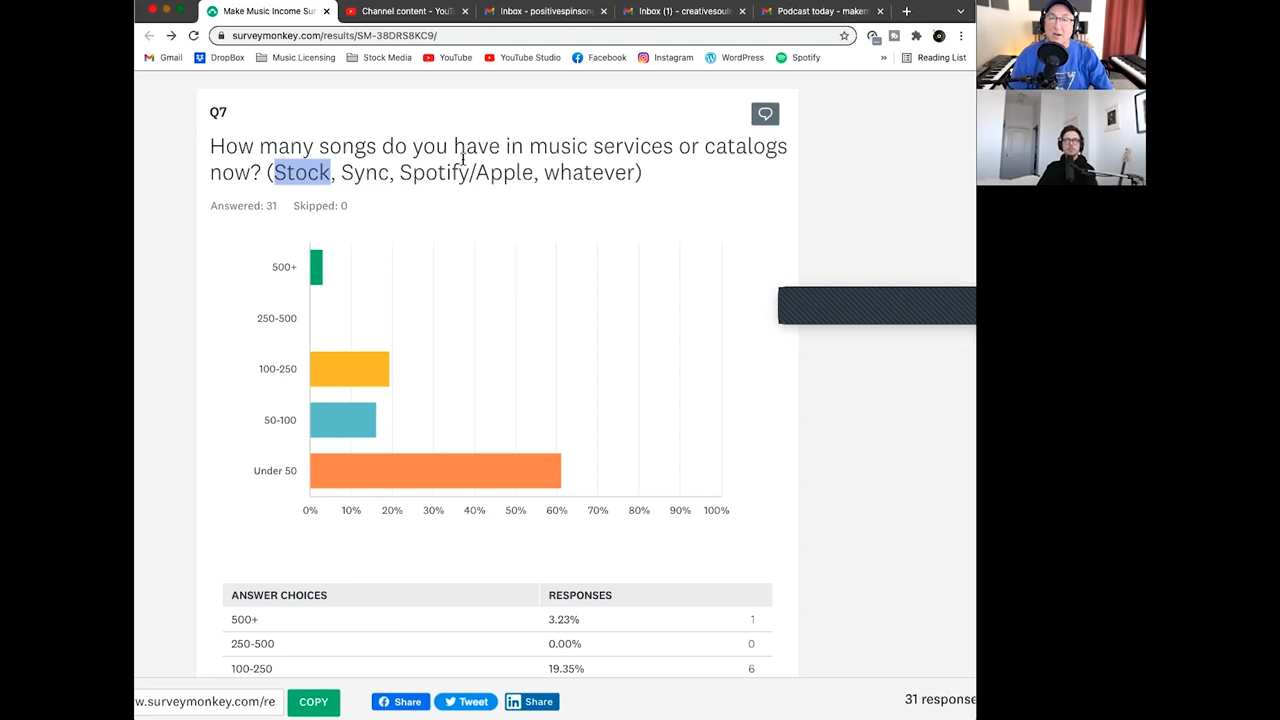 Make Music Income Sur
Channel content - YouTu
Inbox - positivespinsong
Inbox (1) - creativesoul
Podcast today - makem
surveymonkey.com/results/SM-38DRS8KC9/
Gmail
DropBox
Music Licensing
Stock Media
YouTube
YouTube Studio
Facebook
Instagram
WordPress
Spotify
»
Reading List
Q7
How many songs do you have in music services or catalogs
now? (Stock, Sync, Spotify/Apple, whatever)
Answered: 31 Skipped: 0
500+
250-500
100-250
50-100
Under 50
0% 10% 20% 30% 40% 50% 60% 70% 80% 90% 100%
ANSWER CHOICES RESPONSES
500+ 3.23% 1
250-500 0.00% 0
100-250 19.35% 6
w.surveymonkey.com/re
COPY
Share
Tweet
Share
31 response